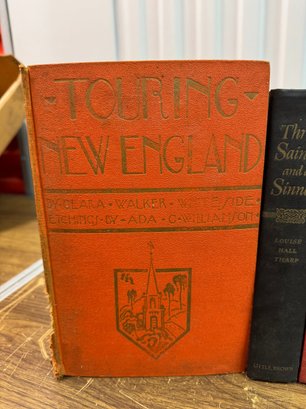 ·TOURING·
NEW ENGLAND
BY·CLARA·WALKER·WHITESIDE·
ETCHINGS·BY·ADA·C·WILLIAMSON·
Thr
Sain
and
Sinn
LOUISE
HALL
THARP
LITTLE, BROWN